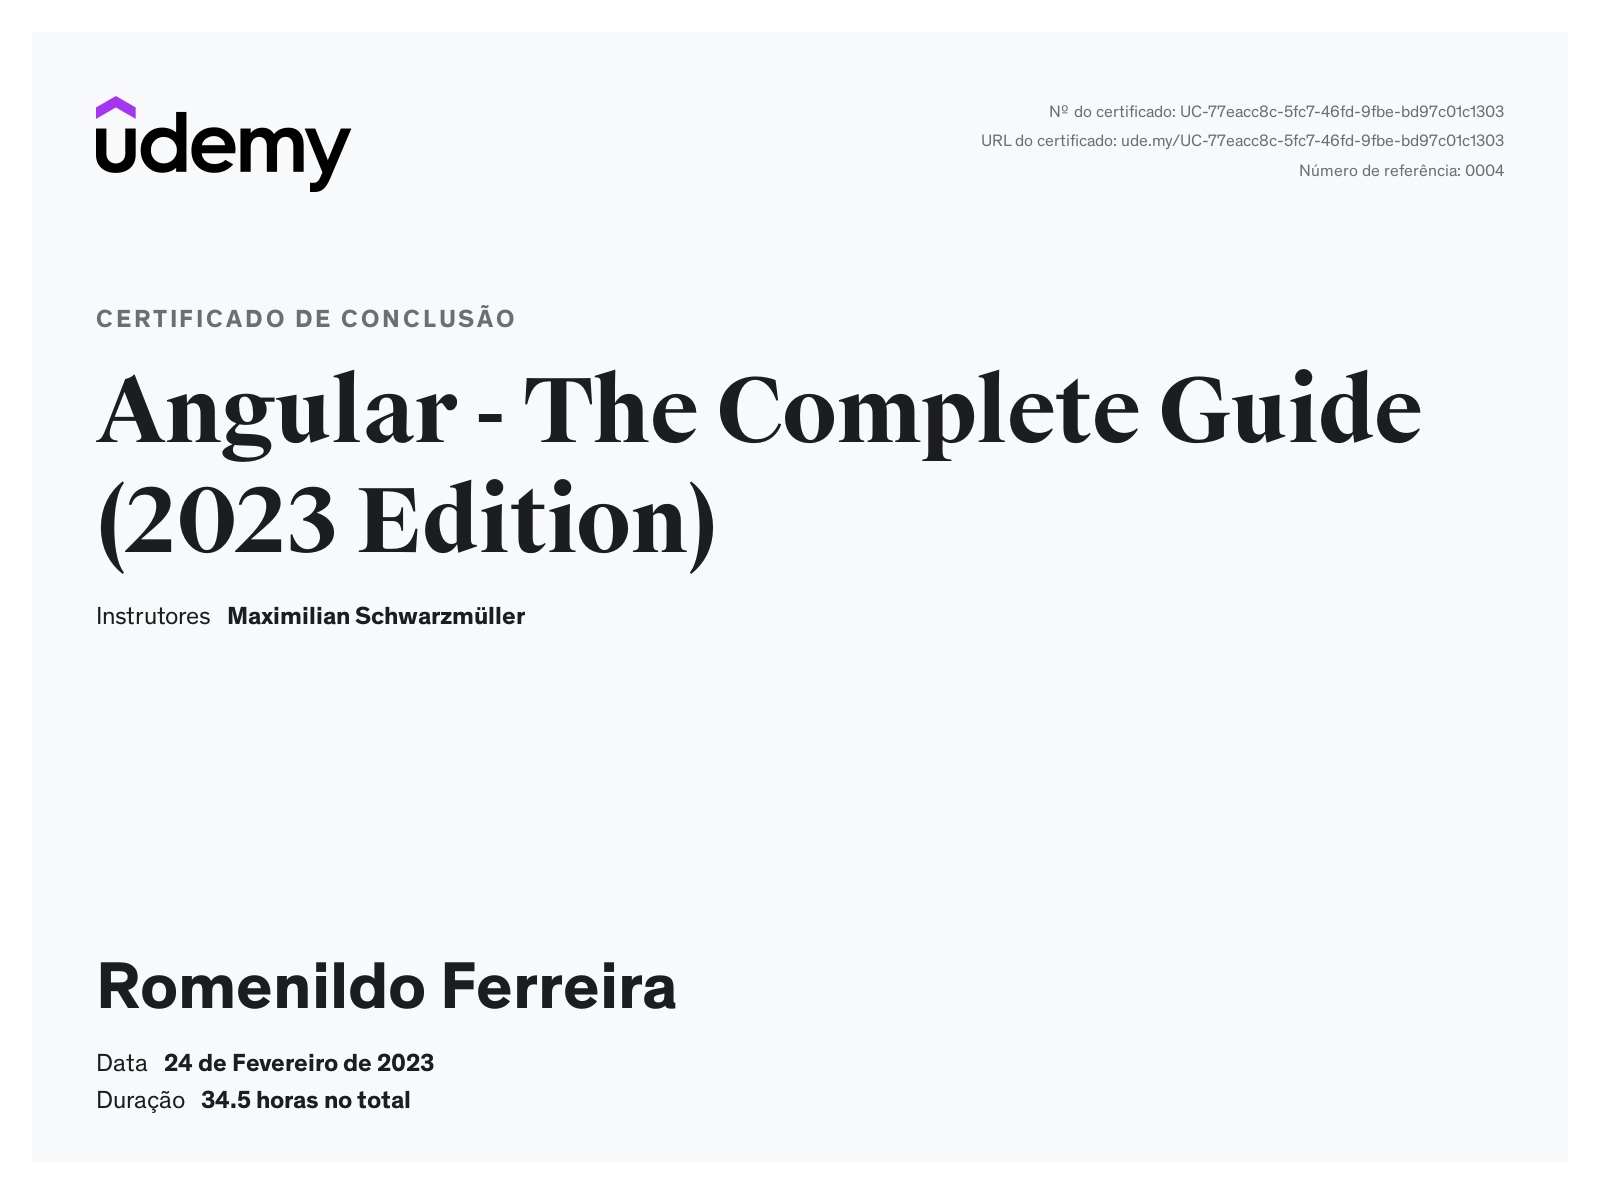 udemy
Nº do certificado: UC-77eacc8c-5fc7-46fd-9fbe-bd97c01c1303
URL do certificado: ude.my/UC-77eacc8c-5fc7-46fd-9fbe-bd97c01c1303
Número de referência: 0004
CERTIFICADO DE CONCLUSÃO
Angular - The Complete Guide
(2023 Edition)
Instrutores Maximilian Schwarzmüller
Romenildo Ferreira
Data 24 de Fevereiro de 2023
Duração 34.5 horas no total